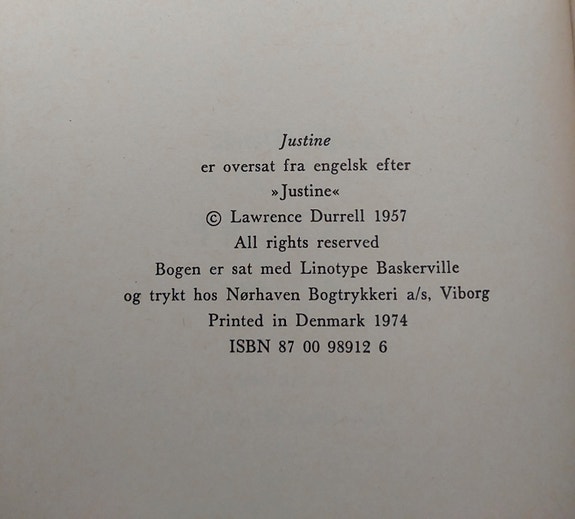 Justine
er oversat fra engelsk efter
»Justine«
© Lawrence Durrell 1957
All rights reserved
Bogen er sat med Linotype Baskerville
og trykt hos Nørhaven Bogtrykkeri a/s, Viborg
Printed in Denmark 1974
ISBN 87 00 98912 6